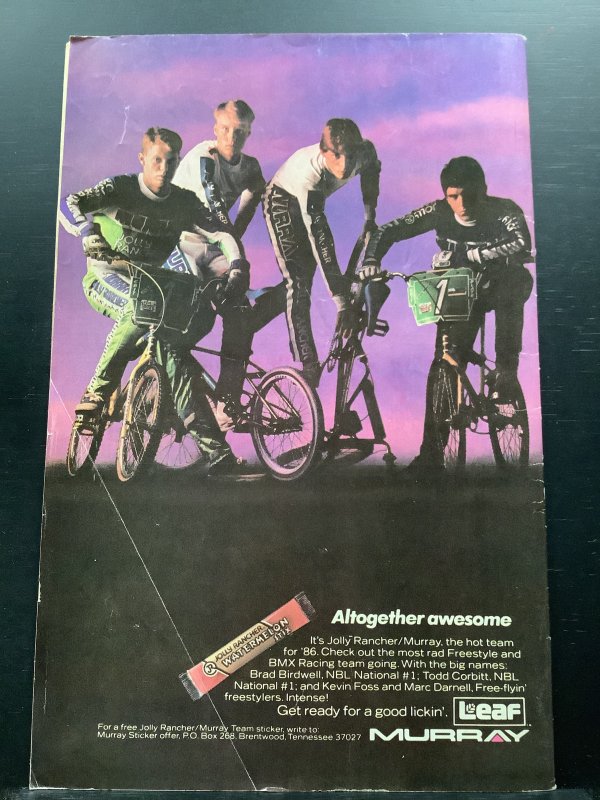 JOLLY
1
JOLLY RANCHER
WATERMELON
STIX
Altogether awesome
It's Jolly Rancher/Murray, the hot team
for '86. Check out the most rad Freestyle and
BMX Racing team going. With the big names:
Brad Birdwell, NBL National #1; Todd Corbitt, NBL
National #1; and Kevin Foss and Marc Darnell, Free-flyin'
freestylers. Intense!
Get ready for a good lickin'.
Leaf
For a free Jolly Rancher/Murray Team sticker, write to:
Murray Sticker offer, P.O. Box 268, Brentwood, Tennessee 37027
MURRAY